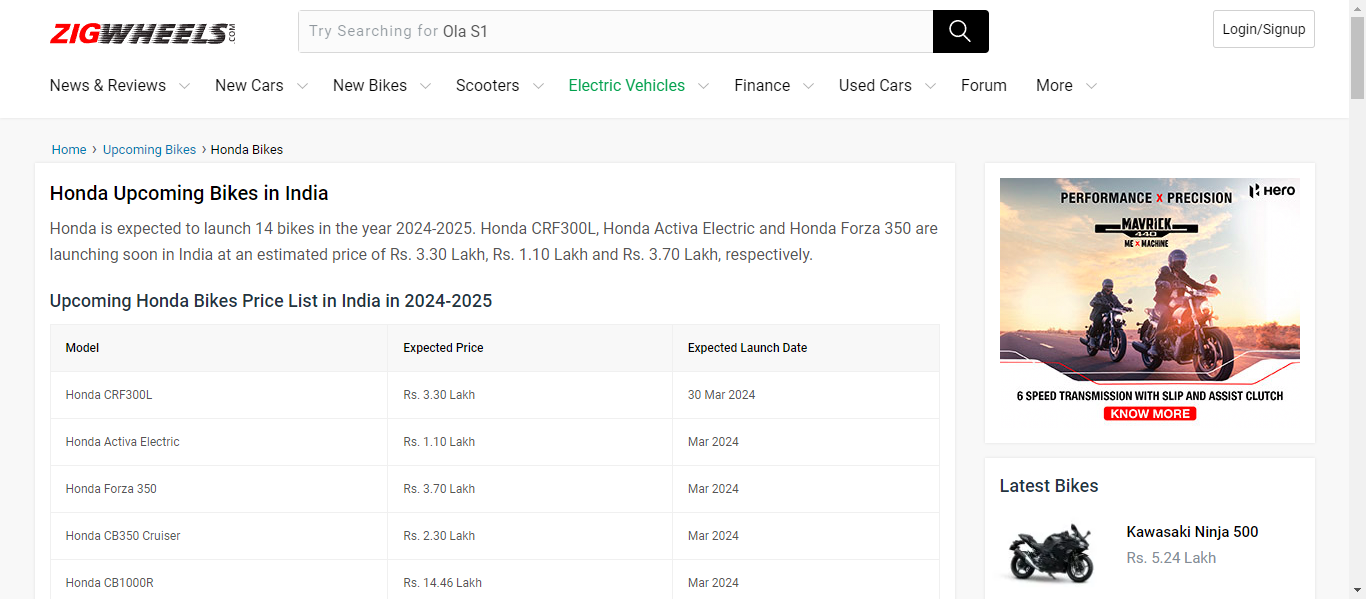 ZIGWHEELS.COM
Try Searching for Ola S1
Login/Signup
News & Reviews
New Cars
New Bikes
Scooters
Electric Vehicles
Finance
Used Cars
Forum
More
Home › Upcoming Bikes › Honda Bikes
Honda Upcoming Bikes in India
Honda is expected to launch 14 bikes in the year 2024-2025. Honda CRF300L, Honda Activa Electric and Honda Forza 350 are
launching soon in India at an estimated price of Rs. 3.30 Lakh, Rs. 1.10 Lakh and Rs. 3.70 Lakh, respectively.
Upcoming Honda Bikes Price List in India in 2024-2025
Model Expected Price Expected Launch Date
Honda CRF300L Rs. 3.30 Lakh 30 Mar 2024
Honda Activa Electric Rs. 1.10 Lakh Mar 2024
Honda Forza 350 Rs. 3.70 Lakh Mar 2024
Honda CB350 Cruiser Rs. 2.30 Lakh Mar 2024
Honda CB1000R Rs. 14.46 Lakh Mar 2024
Hero
PERFORMANCE X PRECISION
MAVRICK
440
ME X MACHINE
6 SPEED TRANSMISSION WITH SLIP AND ASSIST CLUTCH
KNOW MORE
Latest Bikes
Kawasaki Ninja 500
Rs. 5.24 Lakh